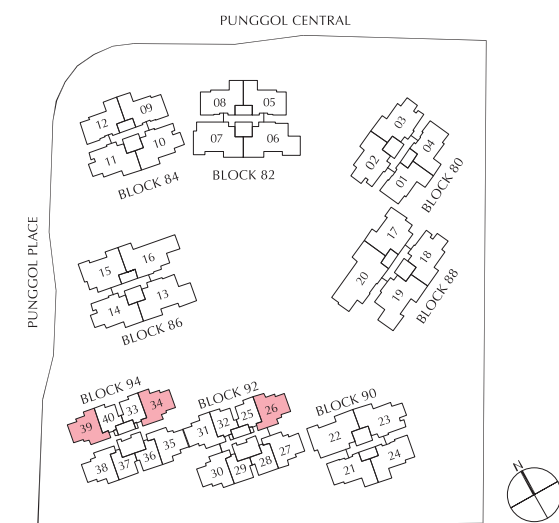 PUNGGOL CENTRAL
PUNGGOL PLACE
12 09
11 10
BLOCK 84
08 05
07 06
BLOCK 82
03
04
02
01
BLOCK 80
17
18
20
19
BLOCK 88
15 16
14 13
BLOCK 86
BLOCK 94
39 40 33 34
38 37 36 35
BLOCK 92
31 32 25 26
30 29 28 27
BLOCK 90
22 23
21 24
N